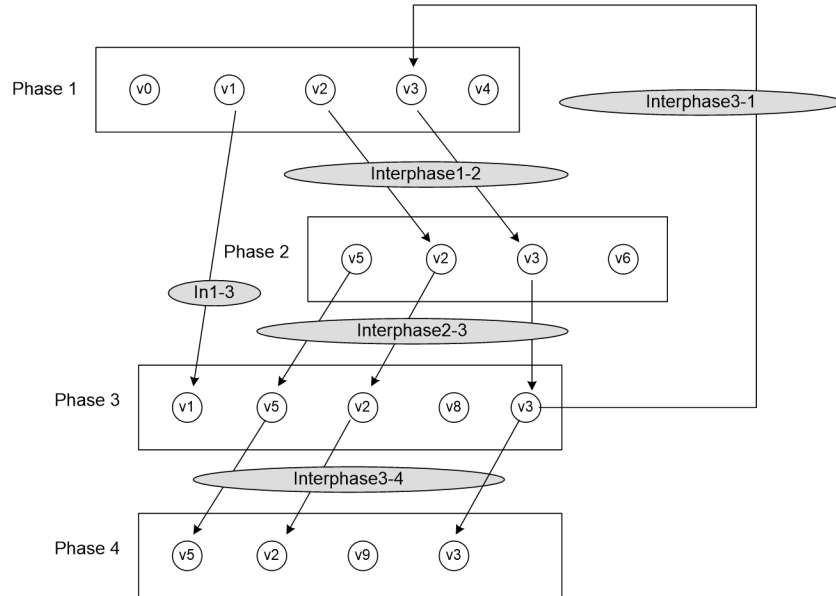 Phase 1
v0 v1 v2 v3 v4
Interphase3-1
Interphase1-2
Phase 2
v5 v2 v3 v6
In1-3
Interphase2-3
Phase 3
v1 v5 v2 v8 v3
Interphase3-4
Phase 4
v5 v2 v9 v3